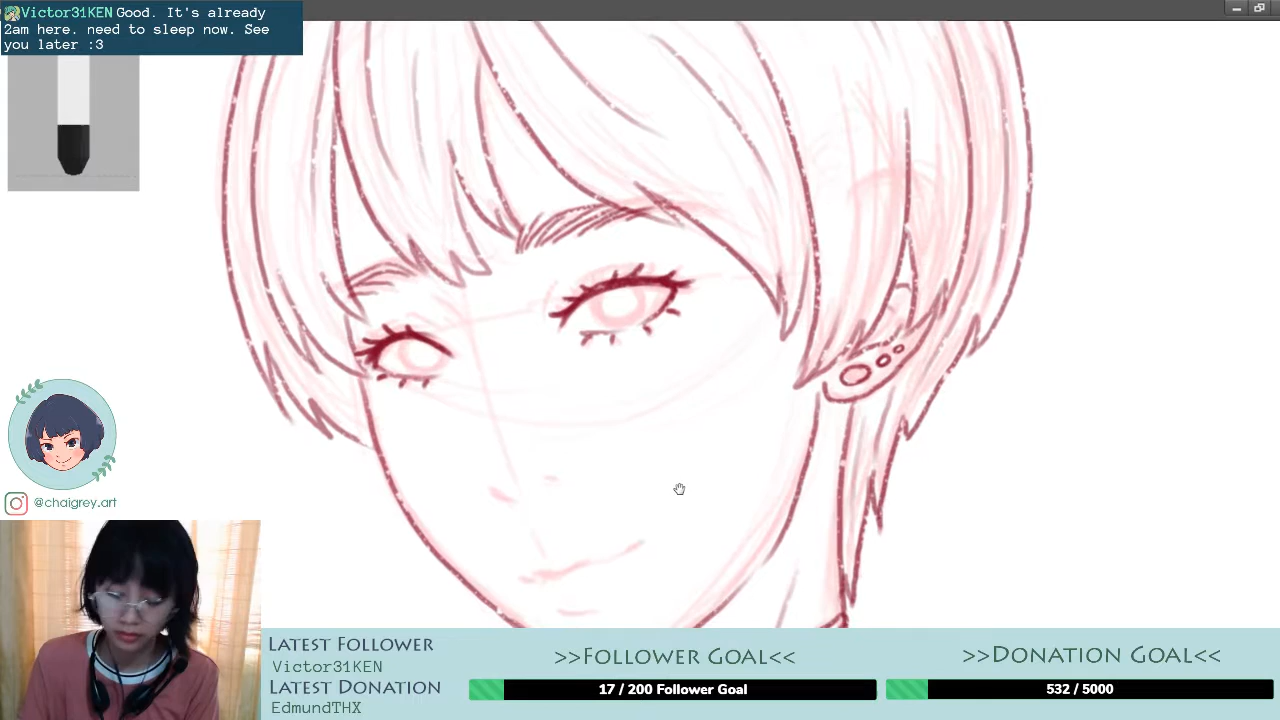 Victor31KEN Good. It's already
2am here. need to sleep now. See
you later :3
@chaigrey.art
LATEST FOLLOWER
Victor31KEN
LATEST DONATION
EdmundTHX
>>FOLLOWER GOAL<<
17 / 200 Follower Goal
>>DONATION GOAL<<
532 / 5000